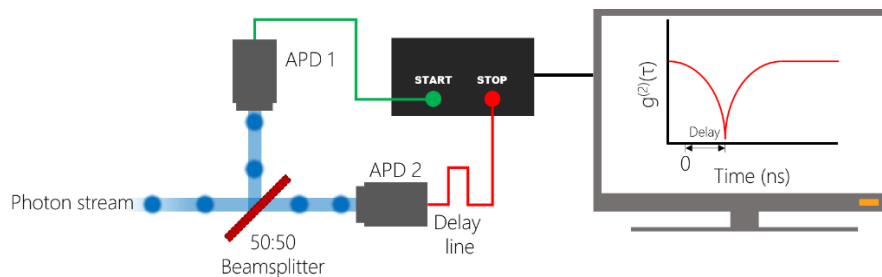 APD 1
START STOP
APD 2
Photon stream
50:50
Beamsplitter
Delay
line
g(2)(τ)
Delay
0
Time (ns)